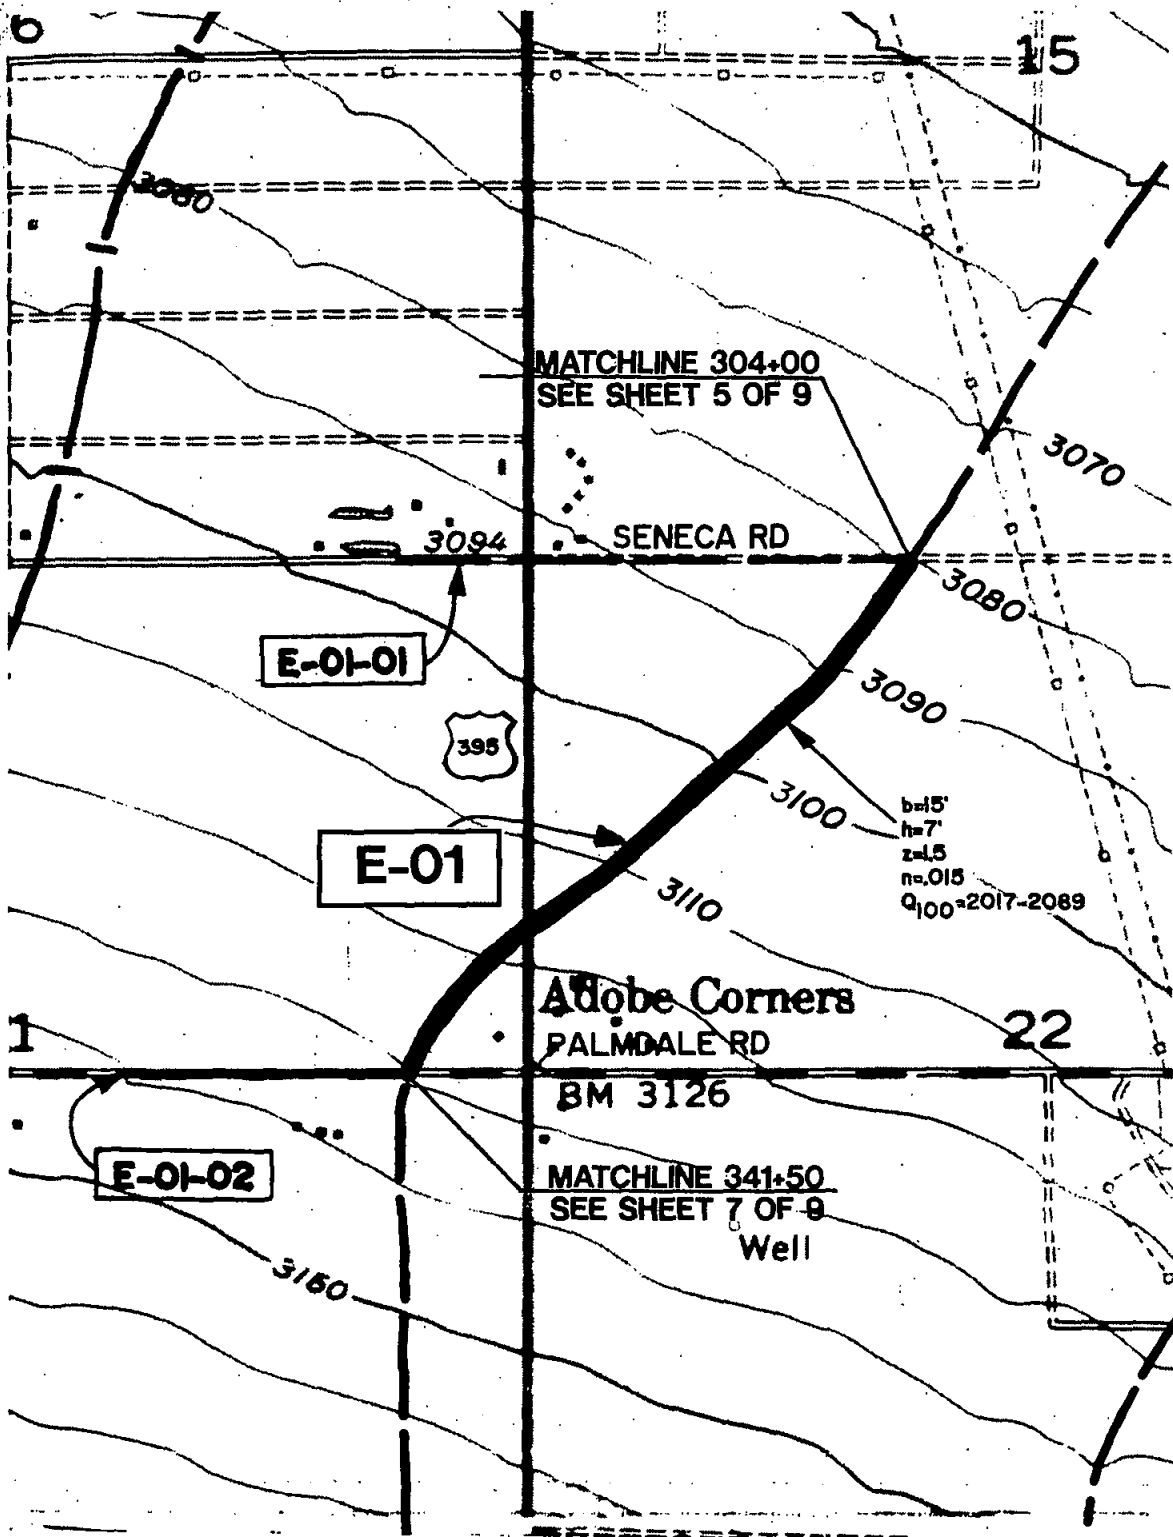 6
15
3060
MATCHLINE 304+00
SEE SHEET 5 OF 9
3070
3094
SENECA RD
3080
E-01-01
3090
395
3100
b=15'
h=7'
z=1.5
n=.015
Q100=2017-2089
E-01
3110
Adobe Corners
1
PALMDALE RD
22
BM 3126
E-01-02
MATCHLINE 341+50
SEE SHEET 7 OF 9
Well
3150